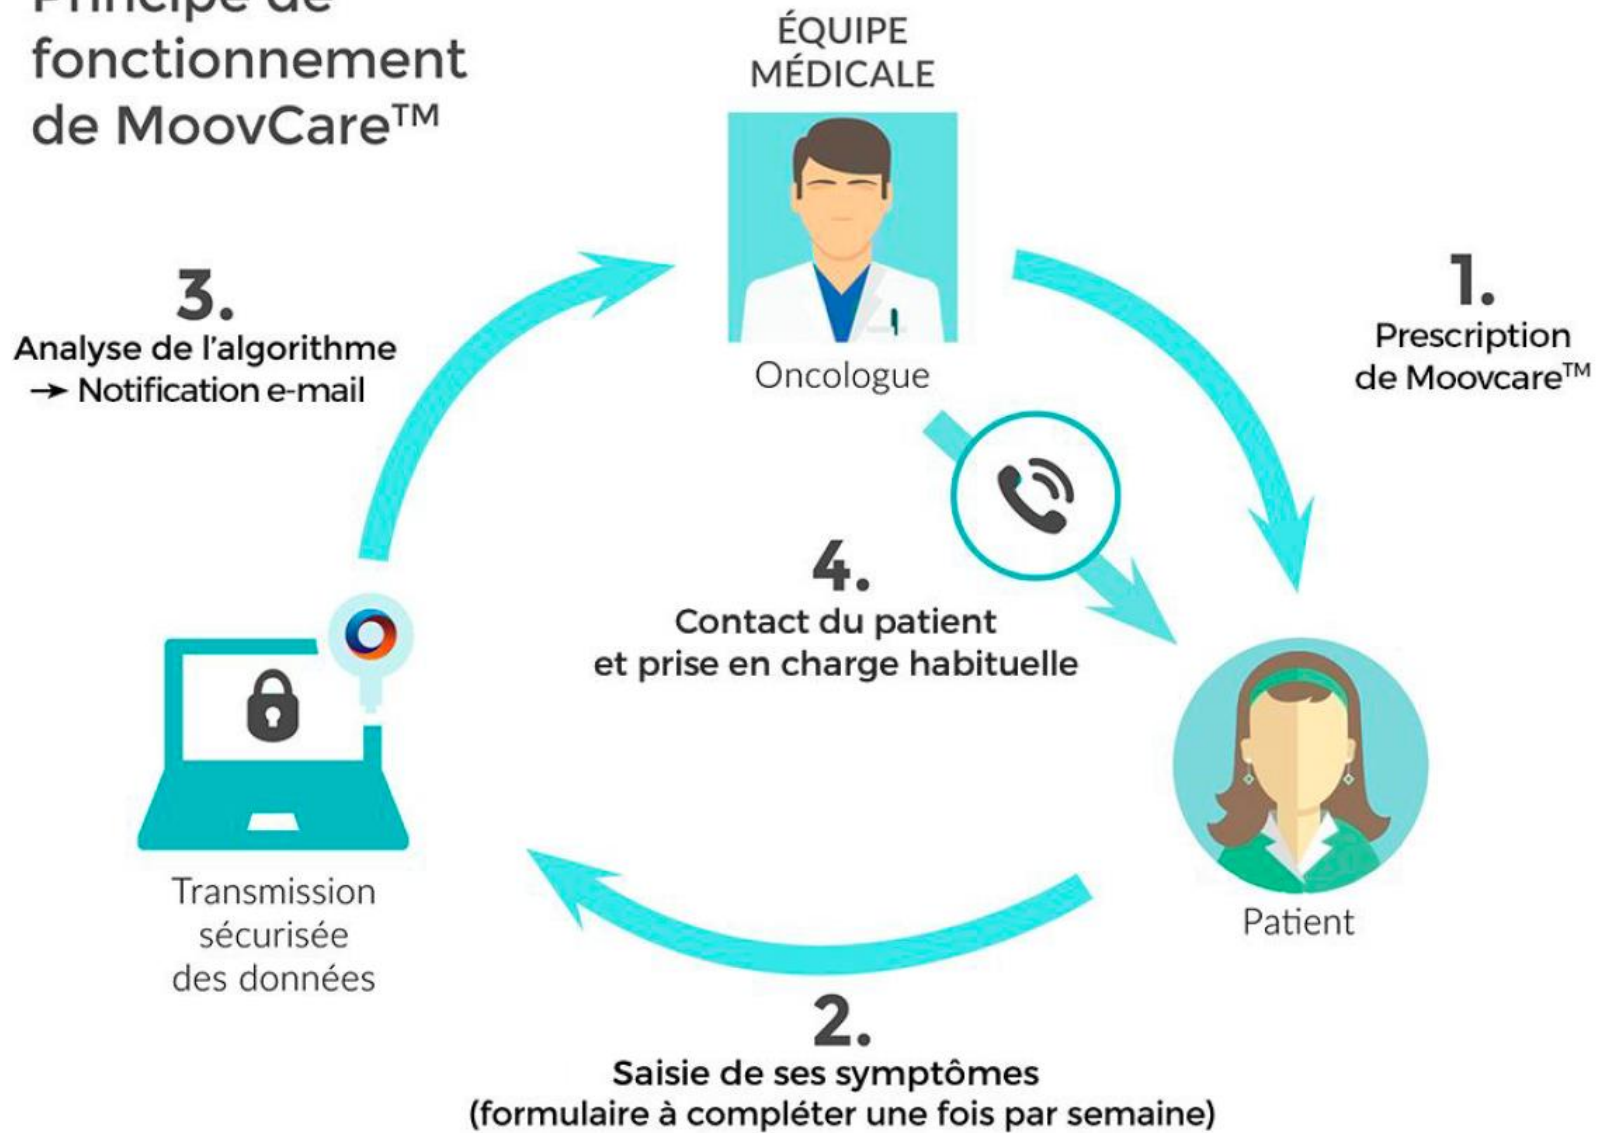 Principe de
fonctionnement
de MoovCare™
ÉQUIPE
MÉDICALE
Oncologue
1.
Prescription
de Moovcare™
Patient
2.
Saisie de ses symptômes
(formulaire à compléter une fois par semaine)
Transmission
sécurisée
des données
3.
Analyse de l'algorithme
→ Notification e-mail
4.
Contact du patient
et prise en charge habituelle